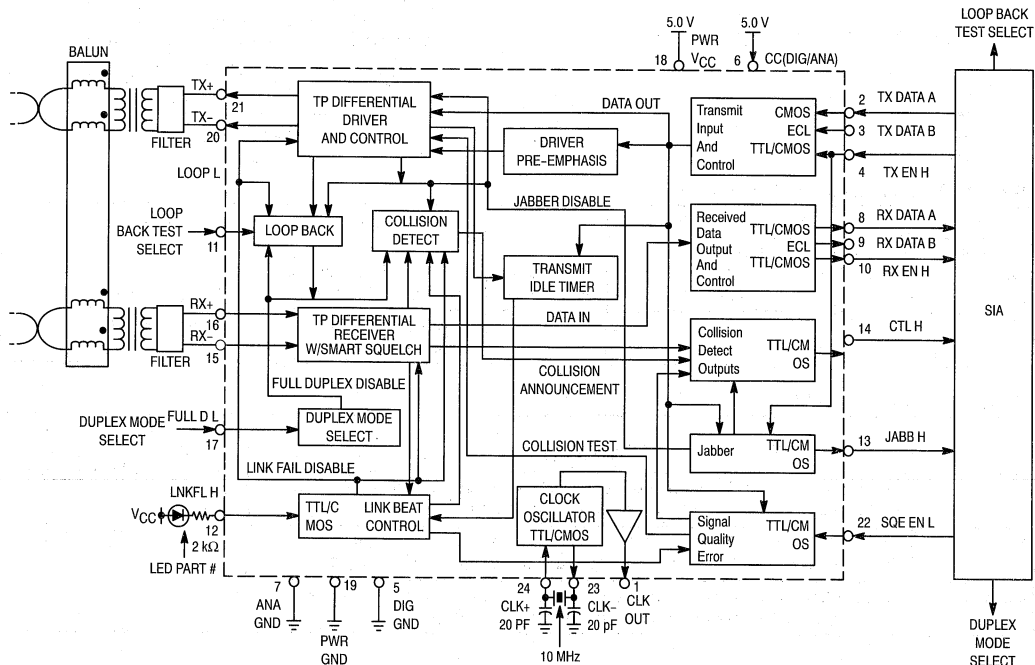 LOOP BACK
TEST SELECT
5.0 V
5.0 V
PWR
VCC
18
6
CC(DIG/ANA)
BALUN
TX+
21
TX–
20
FILTER
TP DIFFERENTIAL
DRIVER
AND CONTROL
DATA OUT
DRIVER
PRE-EMPHASIS
Transmit
Input
And
Control
CMOS
ECL
TTL/CMOS
2
TX DATA A
3
TX DATA B
4
TX EN H
LOOP L
LOOP
BACK TEST
SELECT
11
LOOP BACK
COLLISION
DETECT
JABBER DISABLE
TRANSMIT
IDLE TIMER
Received
Data
Output
And
Control
TTL/CMOS
ECL
TTL/CMOS
8
RX DATA A
9
RX DATA B
10
RX EN H
SIA
RX+
16
RX–
15
FILTER
TP DIFFERENTIAL
RECEIVER
W/SMART SQUELCH
DATA IN
COLLISION
ANNOUNCEMENT
Collision
Detect
Outputs
TTL/CM
OS
14
CTL H
FULL DUPLEX DISABLE
DUPLEX MODE
SELECT
FULL D L
17
DUPLEX MODE
SELECT
COLLISION TEST
Jabber
TTL/CM
OS
13
JABB H
LINK FAIL DISABLE
LNKFL H
VCC
12
2 kΩ
LED PART #
TTL/C
MOS
LINK BEAT
CONTROL
CLOCK
OSCILLATOR
TTL/CMOS
Signal
Quality
Error
TTL/CM
OS
22
SQE EN L
7
ANA
GND
19
PWR
GND
5
DIG
GND
24
CLK+
20 PF
23
CLK–
20 pF
1
CLK
OUT
10 MHz
DUPLEX
MODE
SELECT